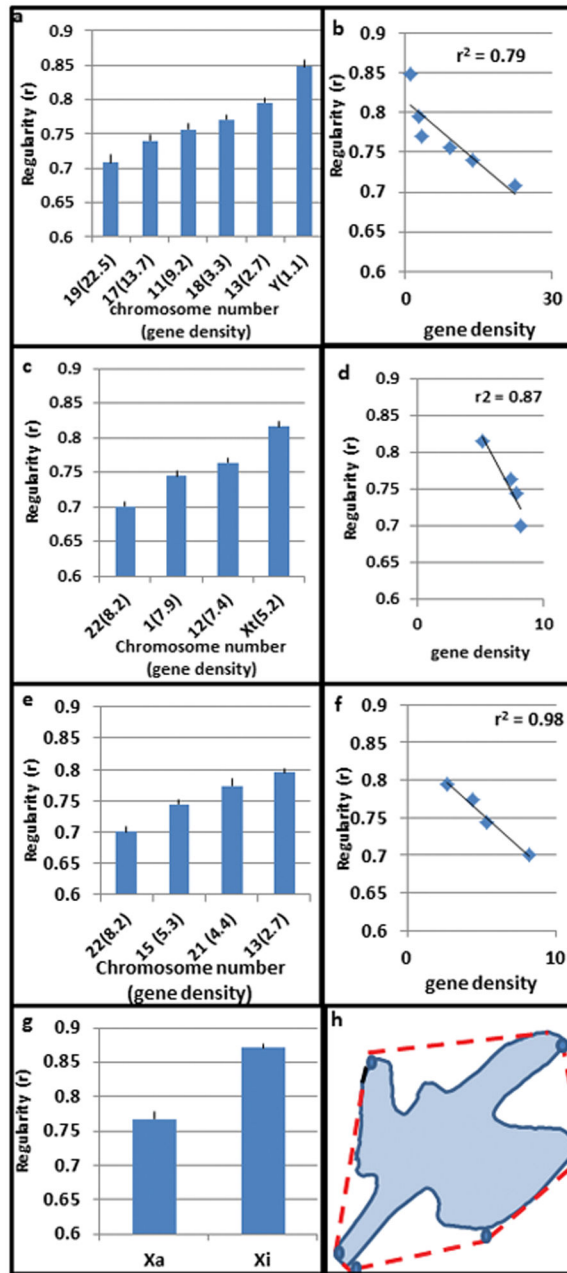 a
0.9
0.85
0.8
0.75
0.7
0.65
0.6
Regularity (r)
19(22.5)
17(13.7)
11(9.2)
18(3.3)
13(2.7)
Y(1.1)
chromosome number
(gene density)
b
r² = 0.79
0.9
0.85
0.8
0.75
0.7
0.65
0.6
Regularity (r)
0
30
gene density
c
0.9
0.85
0.8
0.75
0.7
0.65
0.6
Regularity (r)
22(8.2)
1(7.9)
12(7.4)
Xt(5.2)
Chromosome number
(gene density)
d
r2 = 0.87
0.9
0.85
0.8
0.75
0.7
0.65
0.6
Regularity (r)
0
10
gene density
e
0.9
0.85
0.8
0.75
0.7
0.65
0.6
Regularity (r)
22(8.2)
15 (5.3)
21 (4.4)
13(2.7)
Chromosome number
(gene density)
f
r² = 0.98
0.9
0.85
0.8
0.75
0.7
0.65
0.6
Regularity (r)
0
10
gene density
g
0.9
0.85
0.8
0.75
0.7
0.65
0.6
Regularity (r)
Xa
Xi
h